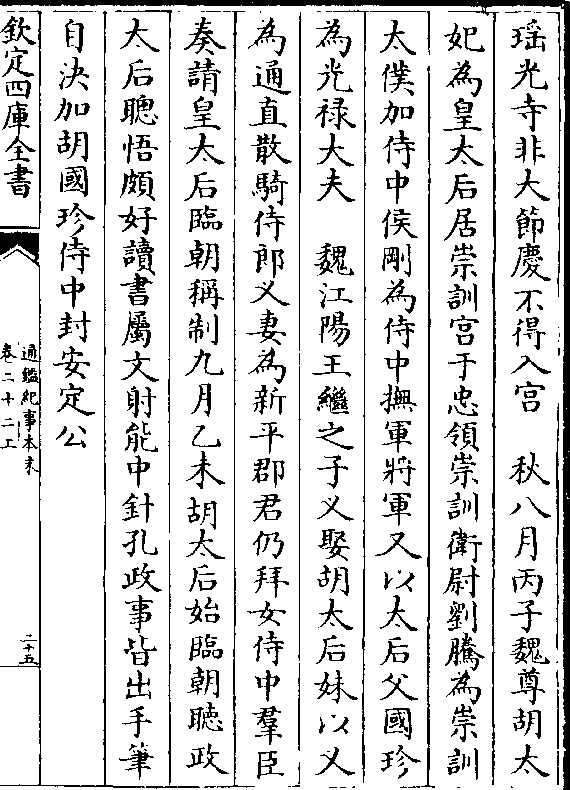 瑶光寺非大節慶不得入宫　秋八月丙子魏尊胡太
妃為皇太后居崇訓宫于忠領崇訓衛尉劉騰為崇訓
太僕加侍中侯剛為侍中撫軍將軍又以太后父國珍
為光禄大夫　魏江陽王繼之子乂娶胡太后妹以乂
為通直散騎侍郎乂妻為新平郡君仍拜女侍中羣臣
奏請皇太后臨朝稱制九月乙未胡太后始臨朝聽政
太后聰悟頗好讀書屬文射能中針孔政事皆出手筆
自決加胡國珍侍中封安定公
欽定四庫全書
通鑑紀事本末
卷二十二上
二十五